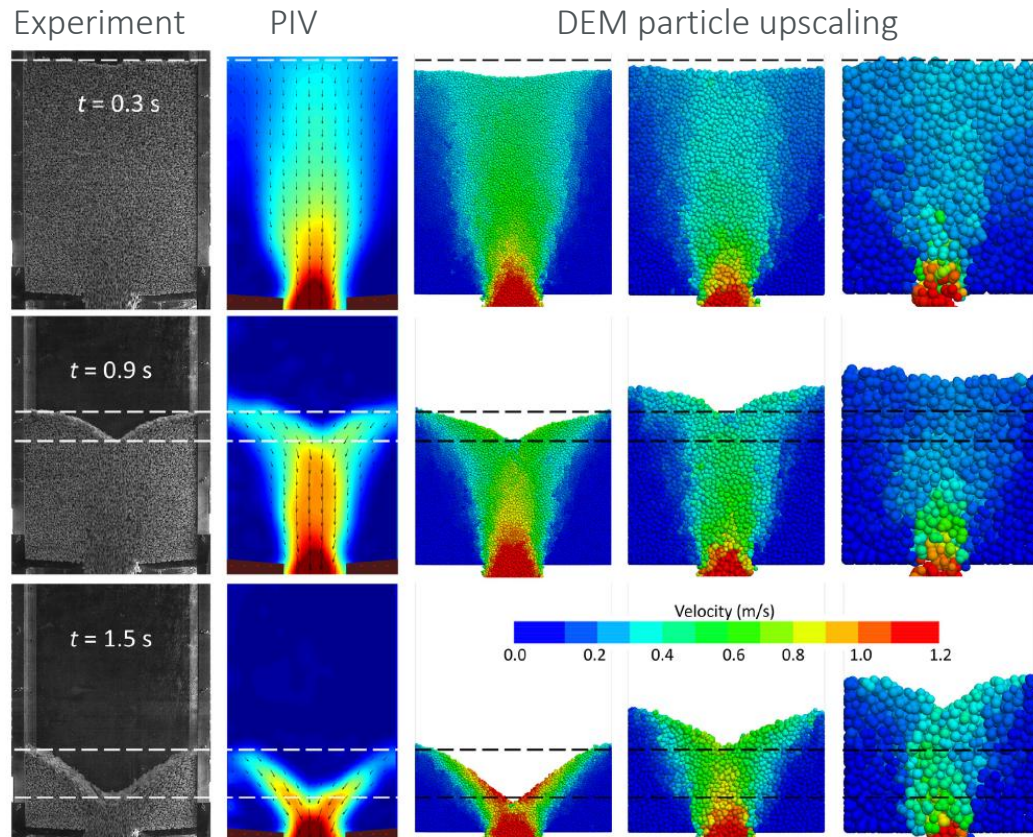 Experiment PIV DEM particle upscaling
t = 0.3 s
t = 0.9 s
t = 1.5 s
Velocity (m/s)
0.0 0.2 0.4 0.6 0.8 1.0 1.2